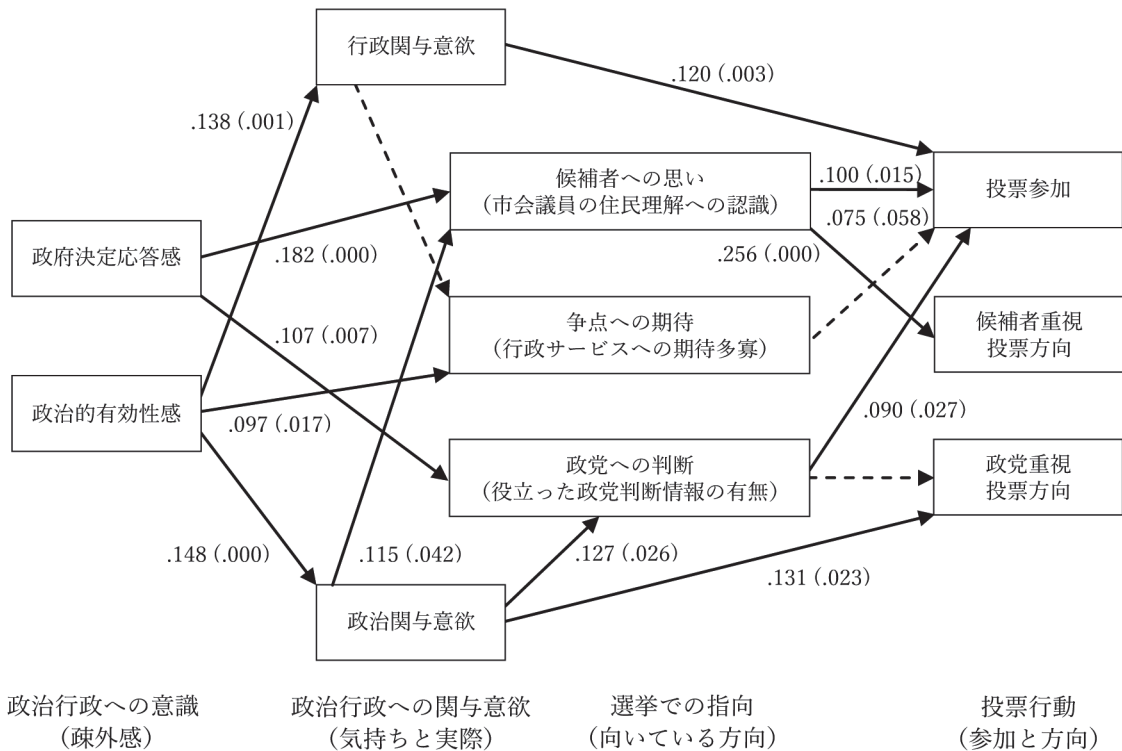 行政関与意欲
.120 (.003)
.138 (.001)
候補者への思い
(市会議員の住民理解への認識)
.100 (.015)
投票参加
.075 (.058)
政府決定応答感
.182 (.000)
.256 (.000)
.107 (.007)
争点への期待
(行政サービスへの期待多寡)
候補者重視
投票方向
政治的有効性感
.097 (.017)
.090 (.027)
政党への判断
(役立った政党判断情報の有無)
政党重視
投票方向
.148 (.000)
.115 (.042)
.127 (.026)
.131 (.023)
政治関与意欲
政治行政への意識
(疎外感)
政治行政への関与意欲
(気持ちと実際)
選挙での指向
(向いている方向)
投票行動
(参加と方向)